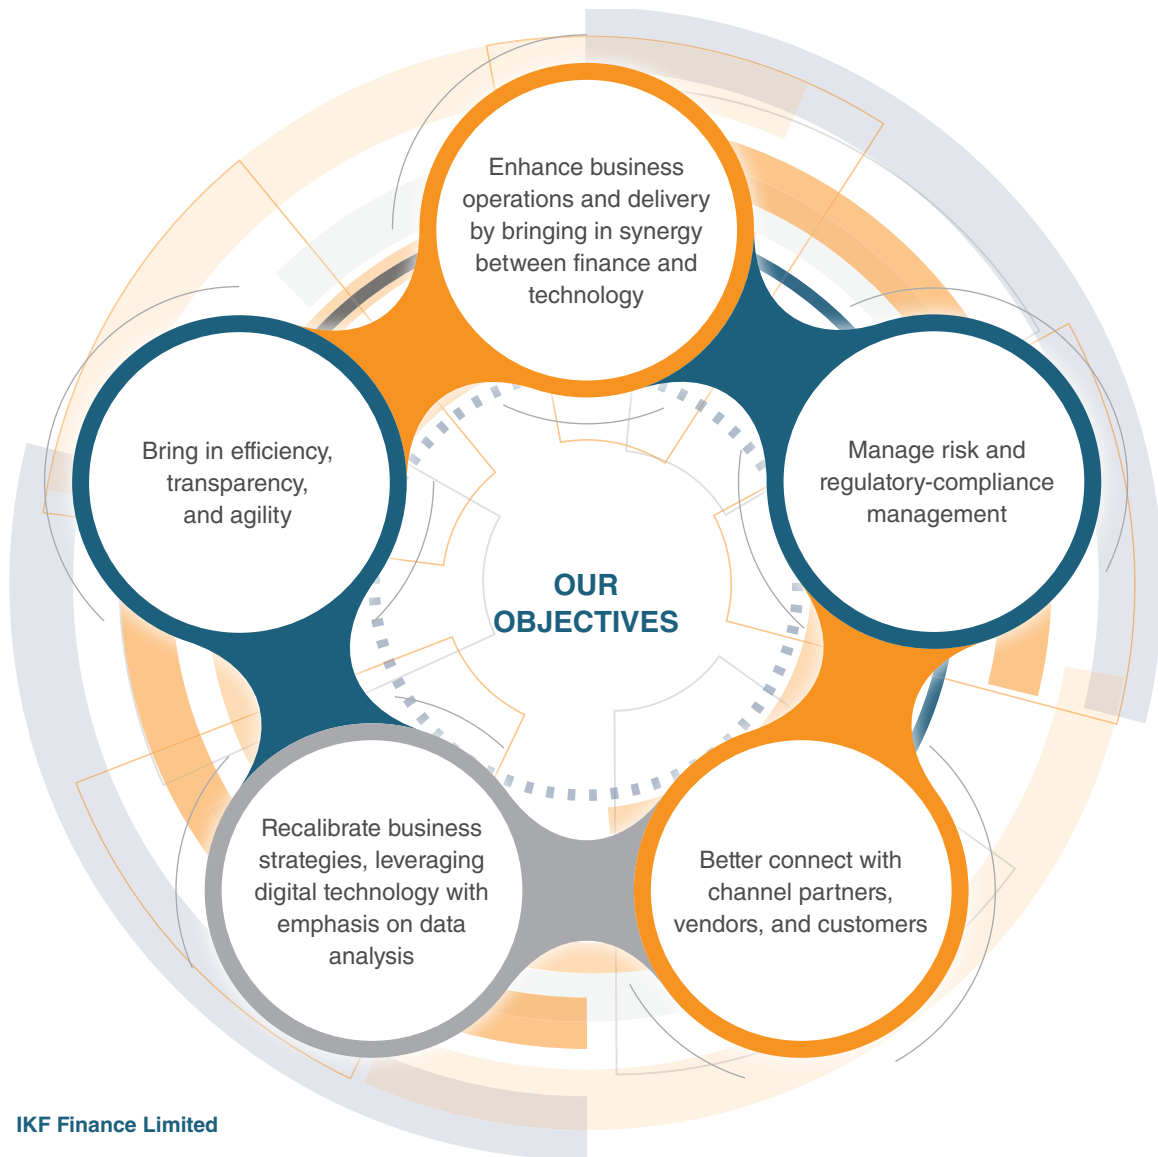 Enhance business
operations and delivery
by bringing in synergy
between finance and
technology
Manage risk and
regulatory-compliance
management
Better connect with
channel partners,
vendors, and customers
Recalibrate business
strategies, leveraging
digital technology with
emphasis on data
analysis
Bring in efficiency,
transparency,
and agility
OUR
OBJECTIVES
IKF Finance Limited